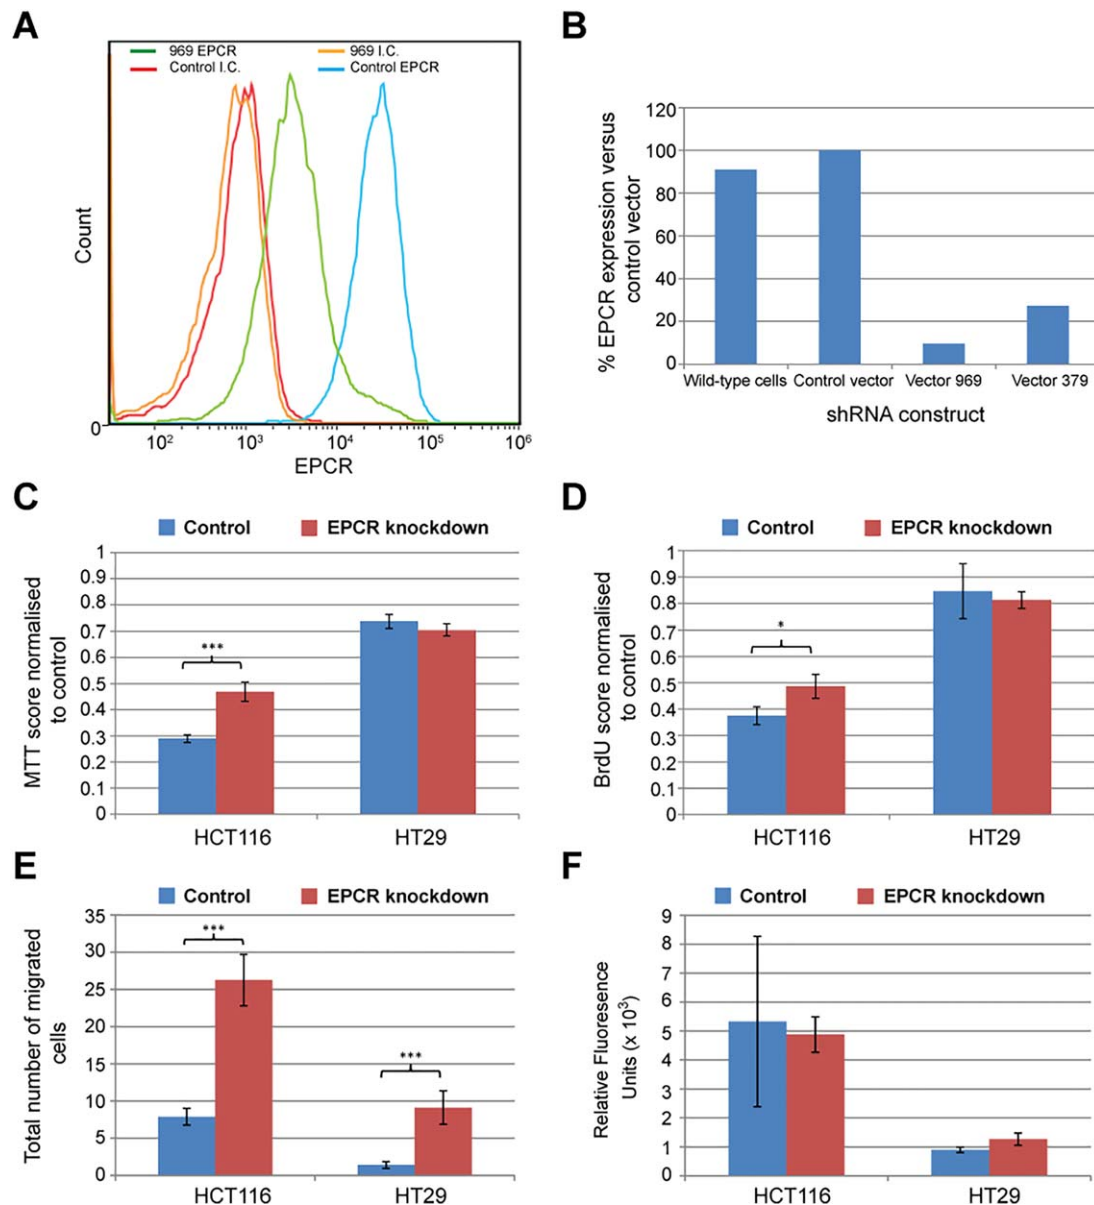 A
969 EPCR
969 I.C.
Control I.C.
Control EPCR
Count
0
10²
10³
10⁴
10⁵
10⁶
EPCR
B
% EPCR expression versus
control vector
120
100
80
60
40
20
0
Wild-type cells
Control vector
Vector 969
Vector 379
shRNA construct
C
Control
EPCR knockdown
MTT score normalised
to control
1
0.9
0.8
0.7
0.6
0.5
0.4
0.3
0.2
0.1
0
***
HCT116
HT29
D
Control
EPCR knockdown
BrdU score normalised
to control
1
0.9
0.8
0.7
0.6
0.5
0.4
0.3
0.2
0.1
0
*
HCT116
HT29
E
Control
EPCR knockdown
Total number of migrated
cells
35
30
25
20
15
10
5
0
***
***
HCT116
HT29
F
Control
EPCR knockdown
Relative Fluoresence
Units (x 10³)
9
8
7
6
5
4
3
2
1
0
HCT116
HT29